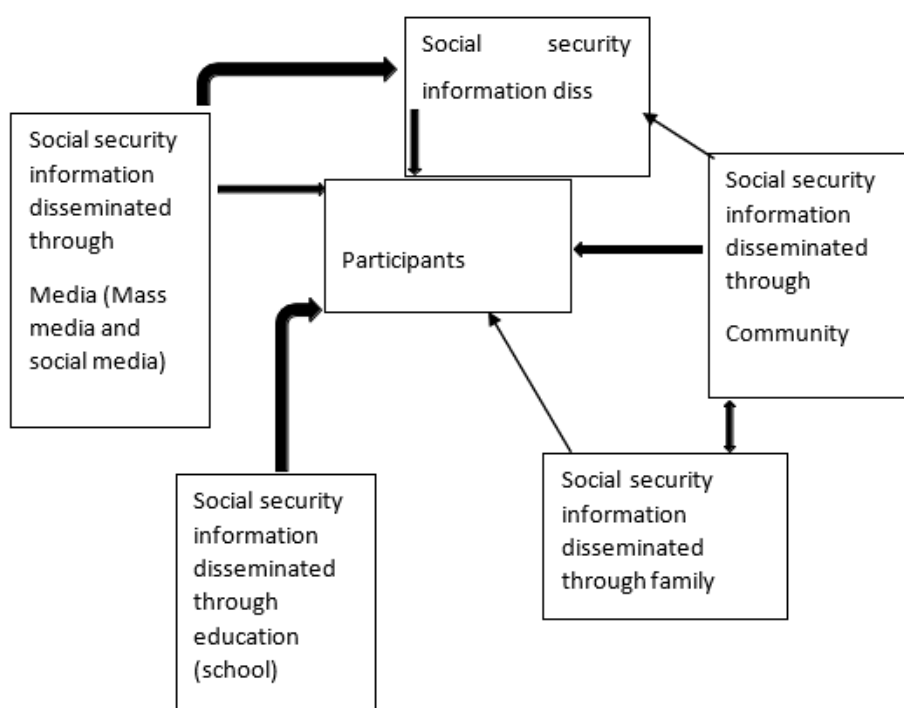 Social security
information diss
Social security
information
disseminated
through
Media (Mass
media and
social media)
Participants
Social security
information
disseminated
through
Community
Social security
information
disseminated
through family
Social security
information
disseminated
through
education
(school)